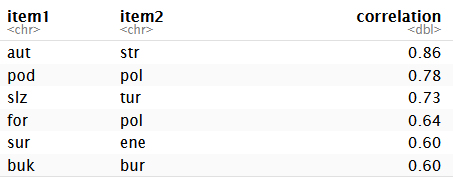 item1 item2 correlation
<chr> <chr> <dbl>
aut str 0.86
pod pol 0.78
slz tur 0.73
for pol 0.64
sur ene 0.60
buk bur 0.60